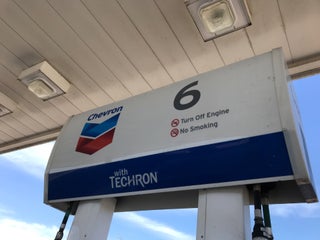 Chevron
6
Turn Off Engine
No Smoking
with
TECHRON